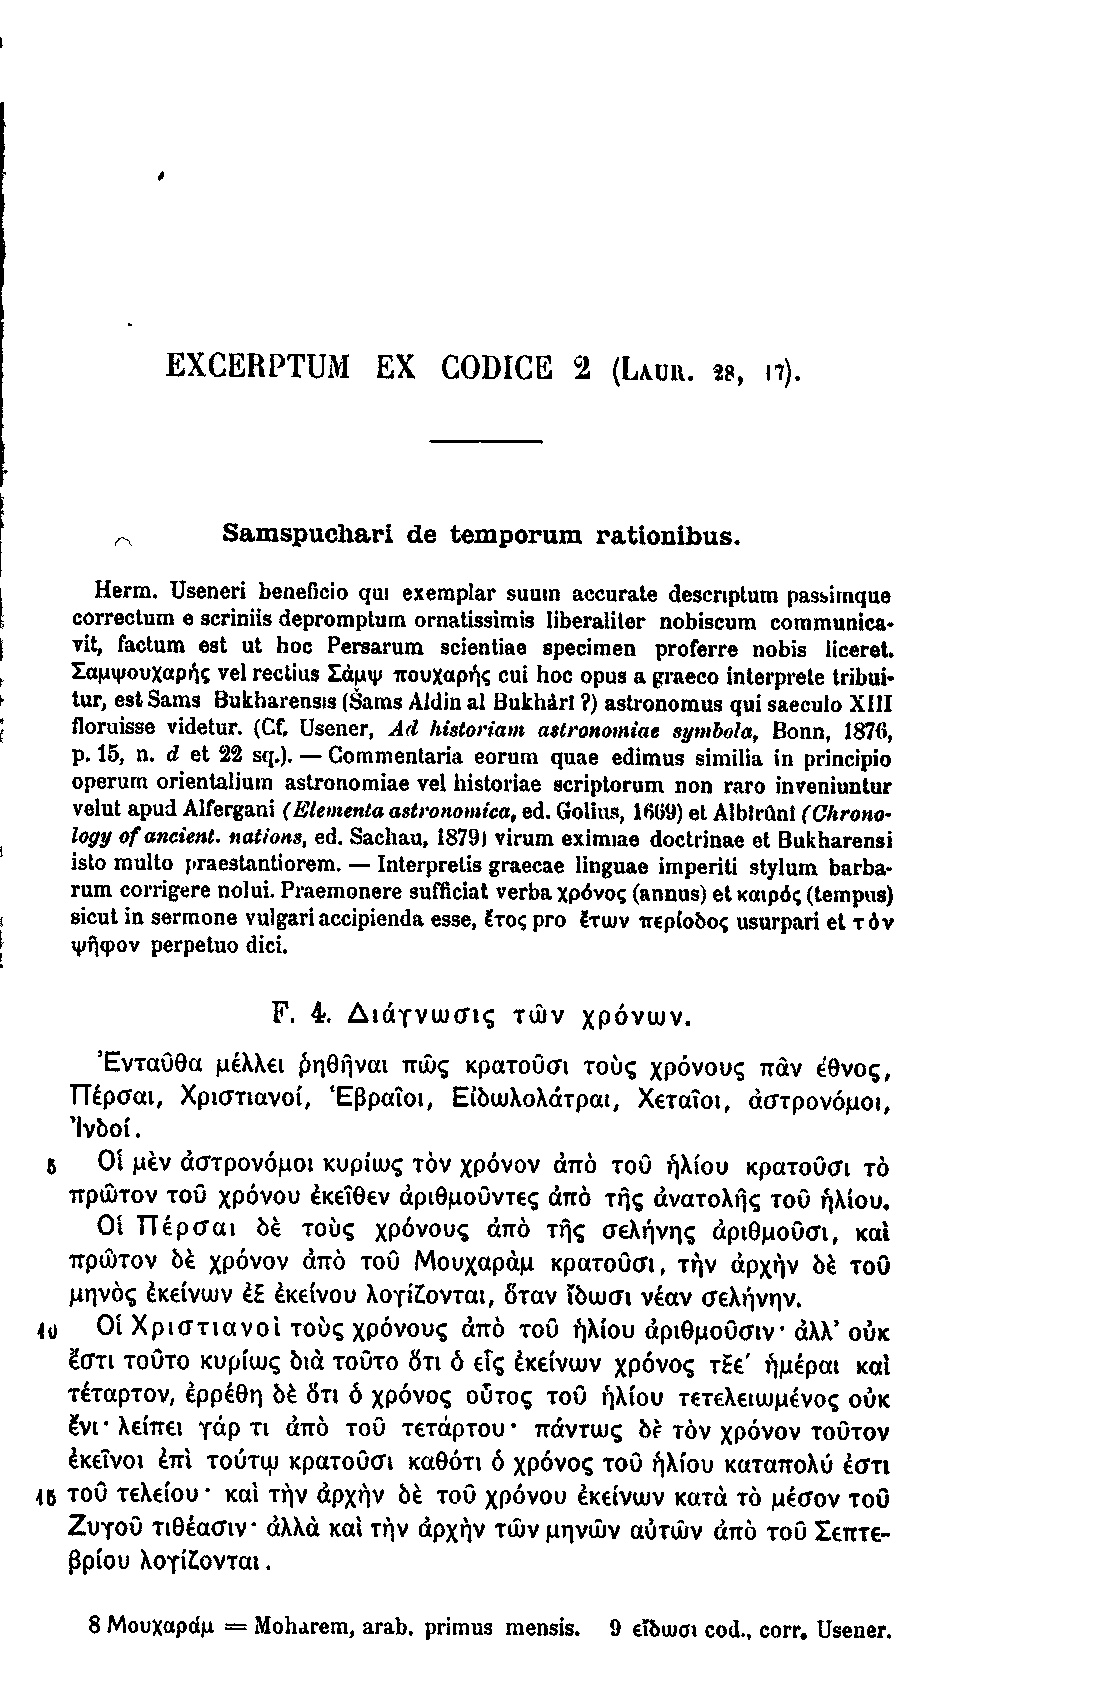 EXCERPTUM EX CODICE 2 (LAUR. 28, 17).
Samspuchari de temporum rationibus.
Herm. Useneri beneficio qui exemplar suum accurate descriptum passimque
correctum e scriniis depromptum ornatissimis liberaliter nobiscum communica-
vit, factum est ut hoc Persarum scientiae specimen proferre nobis liceret.
Σαμψουχαρής vel rectius Σάμψ πουχαρής cui hoc opus a graeco interprete tribui-
tur, est Sams Bukharensis (Šams Aldin al Bukhârî ?) astronomus qui saeculo XIII
floruisse videtur. (Cf. Usener, Ad historiam astronomiae symbola, Bonn, 1876,
p. 15, n. d et 22 sq.). — Commentaria eorum quae edimus similia in principio
operum orientalium astronomiae vel historiae scriptorum non raro inveniuntur
velut apud Alfergani (Elementa astronomica, ed. Golius, 1669) et Albîrûnî (Chrono-
logy of ancient. nations, ed. Sachau, 1879) virum eximiae doctrinae et Bukharensi
isto multo praestantiorem. — Interpretis graecae linguae imperiti stylum barba-
rum corrigere nolui. Praemonere sufficiat verba χρόνος (annus) et καιρός (tempus)
sicut in sermone vulgari accipienda esse, ἔτος pro ἔτων περίοδος usurpari et τὸν
ψῆφον perpetuo dici.
F. 4. Διάγνωσις τῶν χρόνων.
Ἐνταῦθα μέλλει ῥηθῆναι πῶς κρατοῦσι τοὺς χρόνους πᾶν ἔθνος,
Πέρσαι, Χριστιανοί, Ἑβραῖοι, Εἰδωλολάτραι, Χεταῖοι, ἀστρονόμοι,
Ἰνδοί.
5 Οἱ μὲν ἀστρονόμοι κυρίως τὸν χρόνον ἀπὸ τοῦ ἡλίου κρατοῦσι τὸ
πρῶτον τοῦ χρόνου ἐκεῖθεν ἀριθμοῦντες ἀπὸ τῆς ἀνατολῆς τοῦ ἡλίου.
Οἱ Πέρσαι δὲ τοὺς χρόνους ἀπὸ τῆς σελήνης ἀριθμοῦσι, καὶ
πρῶτον δὲ χρόνον ἀπὸ τοῦ Μουχαρὰμ κρατοῦσι, τὴν ἀρχὴν δὲ τοῦ
μηνὸς ἐκείνων ἐξ ἐκείνου λογίζονται, ὅταν ἴδωσι νέαν σελήνην.
10 Οἱ Χριστιανοὶ τοὺς χρόνους ἀπὸ τοῦ ἡλίου ἀριθμοῦσιν· ἀλλ' οὐκ
ἔστι τοῦτο κυρίως διὰ τοῦτο ὅτι ὁ εἷς ἐκείνων χρόνος τξε´ ἡμέραι καὶ
τέταρτον, ἐρρέθη δὲ ὅτι ὁ χρόνος οὗτος τοῦ ἡλίου τετελειωμένος οὐκ
ἔνι· λείπει γάρ τι ἀπὸ τοῦ τετάρτου· πάντως δὲ τὸν χρόνον τοῦτον
ἐκεῖνοι ἐπὶ τούτῳ κρατοῦσι καθότι ὁ χρόνος τοῦ ἡλίου καταπολύ ἐστι
15 τοῦ τελείου· καὶ τὴν ἀρχὴν δὲ τοῦ χρόνου ἐκείνων κατὰ τὸ μέσον τοῦ
Ζυγοῦ τιθέασιν· ἀλλὰ καὶ τὴν ἀρχὴν τῶν μηνῶν αὐτῶν ἀπὸ τοῦ Σεπτε-
βρίου λογίζονται.
8 Μουχαράμ = Moharem, arab. primus mensis. 9 εἴδωσι cod., corr. Usener.